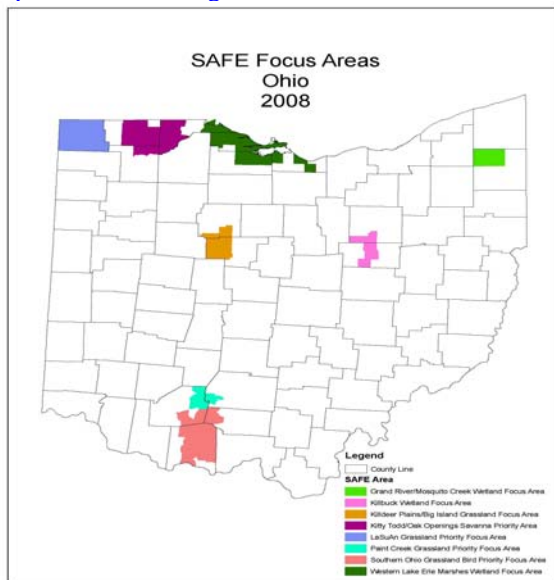 SAFE Focus Areas
Ohio
2008
Legend
County Line
SAFE Area
Grand River/Mosquito Creek Wetland Focus Area
Killbuck Wetland Focus Area
Killdeer Plains/Big Island Grassland Focus Area
Kitty Todd/Oak Openings Savanna Priority Area
LaSuAn Grassland Priority Focus Area
Paint Creek Grassland Priority Focus Area
Southern Ohio Grassland Bird Priority Focus Area
Western Lake Erie Marshes Wetland Focus Area